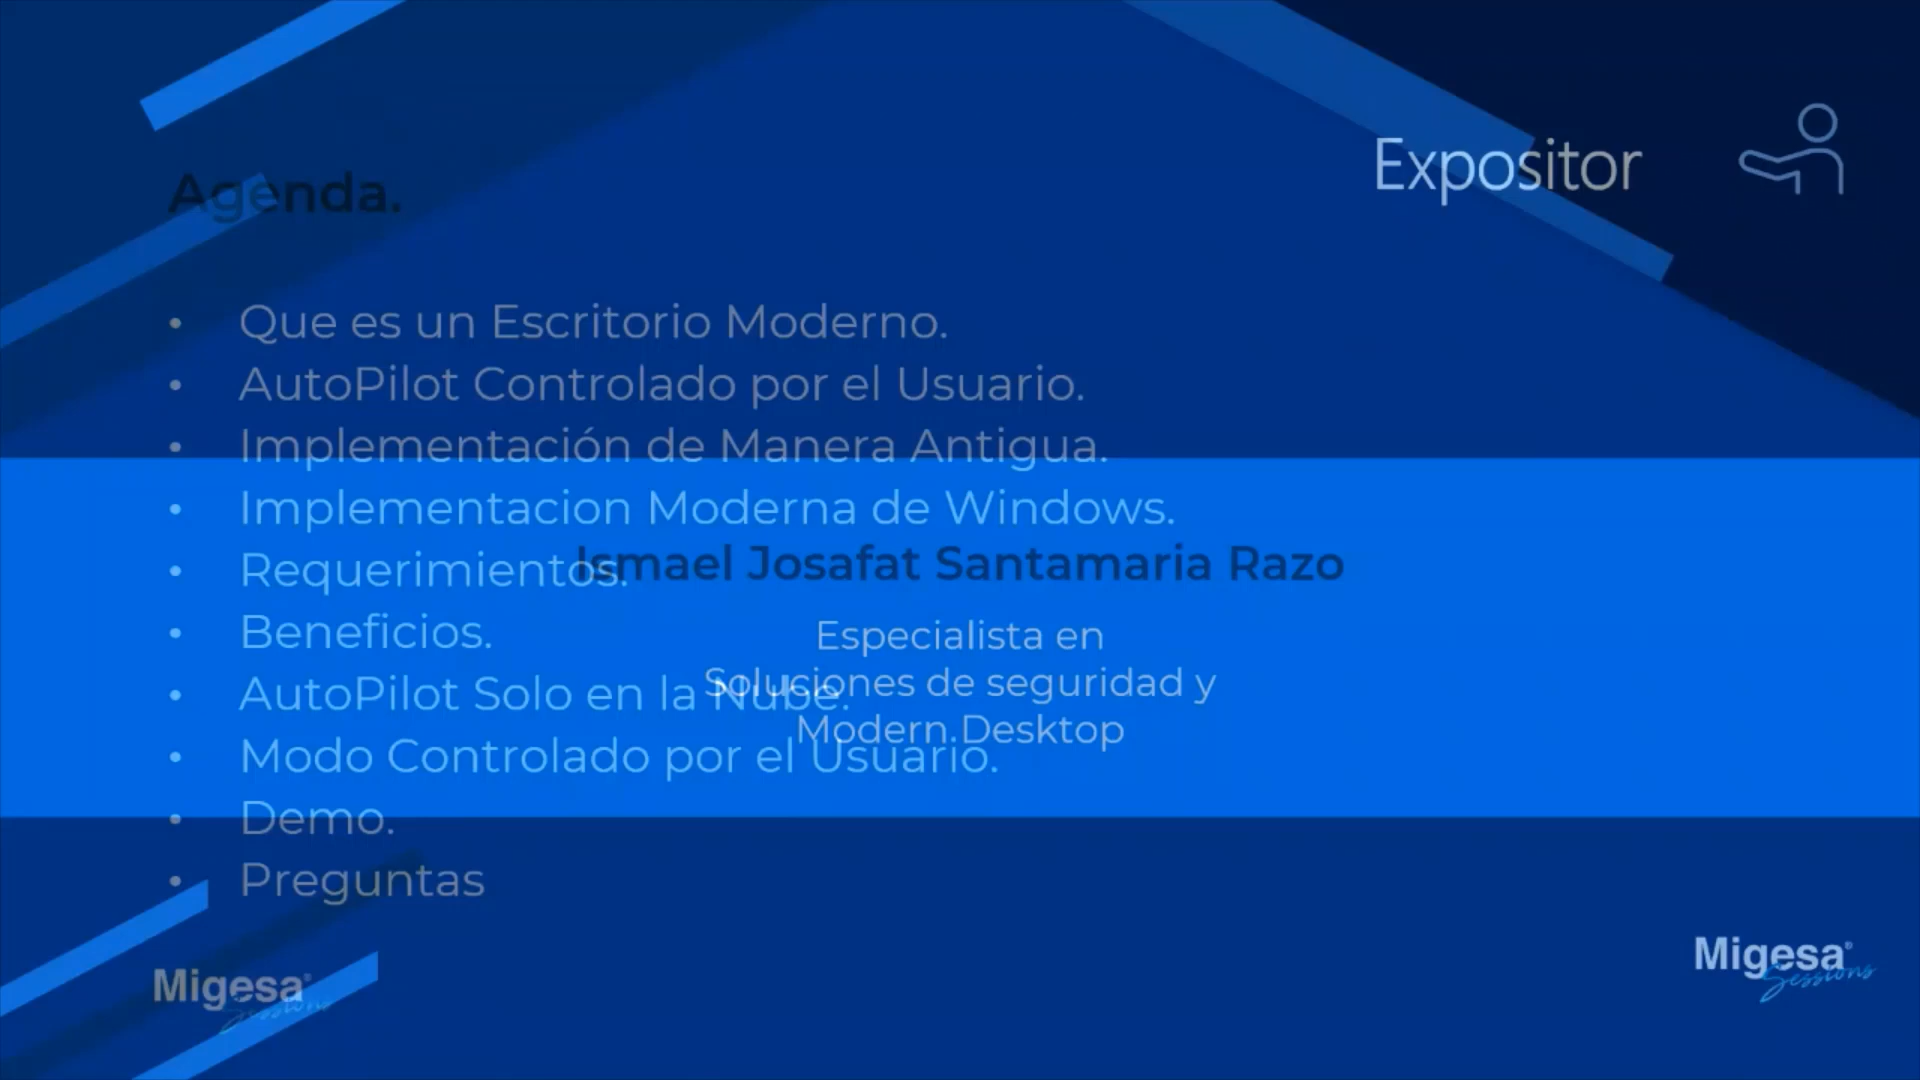 Expositor
Agenda.
• Que es un Escritorio Moderno.
• AutoPilot Controlado por el Usuario.
• Implementación de Manera Antigua.
• Implementacion Moderna de Windows.
• Requerimientos.
• Beneficios.
• AutoPilot Solo en la Nube.
• Modo Controlado por el Usuario.
• Demo.
• Preguntas
Ismael Josafat Santamaria Razo
Especialista en
Soluciones de seguridad y
Modern Desktop
Migesa®
Sessions
Migesa®
Sessions